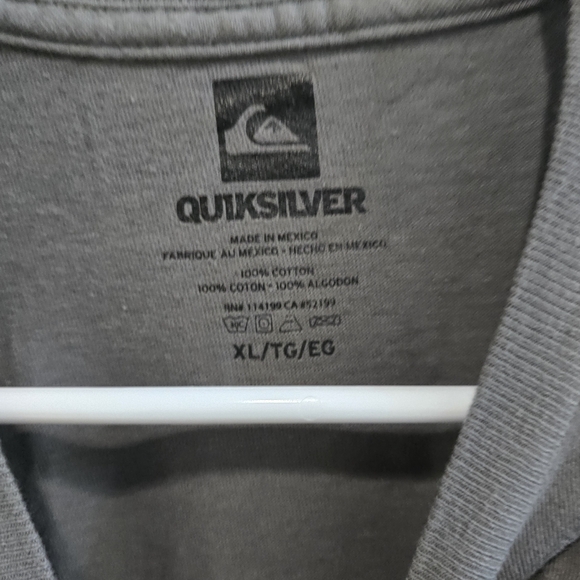 QUIKSILVER
MADE IN MEXICO
FABRIQUE AU MEXICO - HECHO EN MEXICO
100% COTTON
100% COTON - 100% ALGODON
RN# 114199 CA #52199
XL/TG/EG